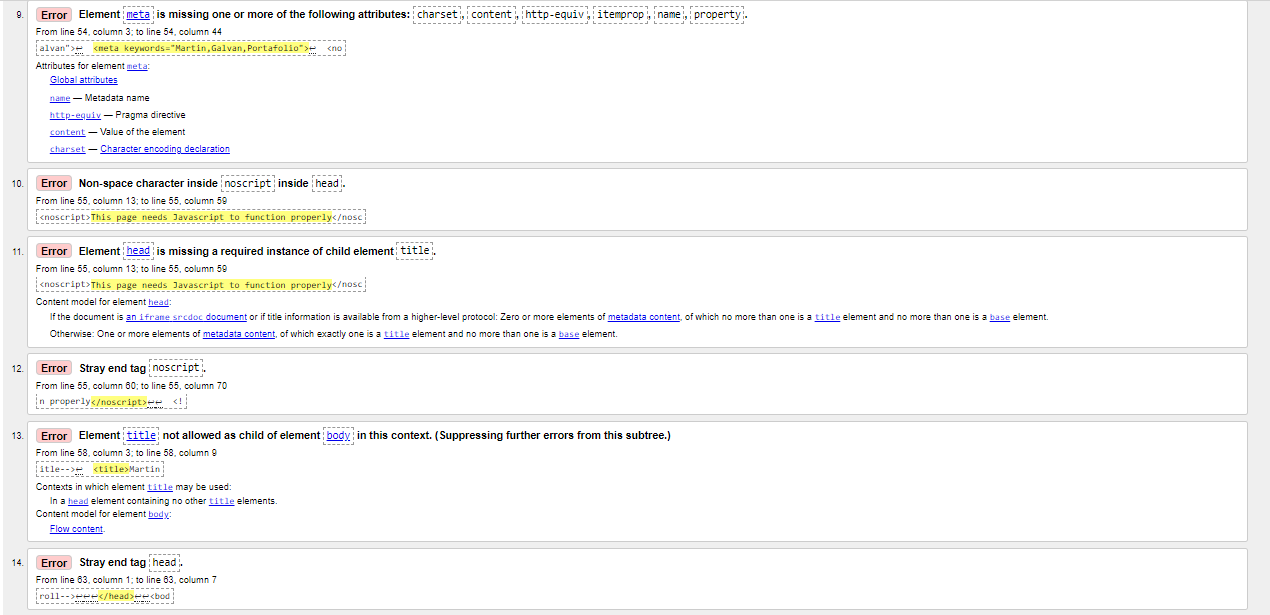 9. Error Element meta is missing one or more of the following attributes: charset, content, http-equiv, itemprop, name, property.
From line 54, column 3; to line 54, column 44
alvan">↩ <meta keywords="Martin,Galvan,Portafolio">↩ <no
Attributes for element meta:
Global attributes
name — Metadata name
http-equiv — Pragma directive
content — Value of the element
charset — Character encoding declaration
10. Error Non-space character inside noscript inside head.
From line 55, column 13; to line 55, column 59
<noscript>This page needs Javascript to function properly</nosc
11. Error Element head is missing a required instance of child element title.
From line 55, column 13; to line 55, column 59
<noscript>This page needs Javascript to function properly</nosc
Content model for element head:
If the document is an iframe srcdoc document or if title information is available from a higher-level protocol: Zero or more elements of metadata content, of which no more than one is a title element and no more than one is a base element.
Otherwise: One or more elements of metadata content, of which exactly one is a title element and no more than one is a base element.
12. Error Stray end tag noscript.
From line 55, column 60; to line 55, column 70
n properly</noscript>↩↩ <!
13. Error Element title not allowed as child of element body in this context. (Suppressing further errors from this subtree.)
From line 58, column 3; to line 58, column 9
itle-->↩ <title>Martin
Contexts in which element title may be used:
In a head element containing no other title elements.
Content model for element body:
Flow content.
14. Error Stray end tag head.
From line 63, column 1; to line 63, column 7
roll-->↩↩↩</head>↩↩<bod